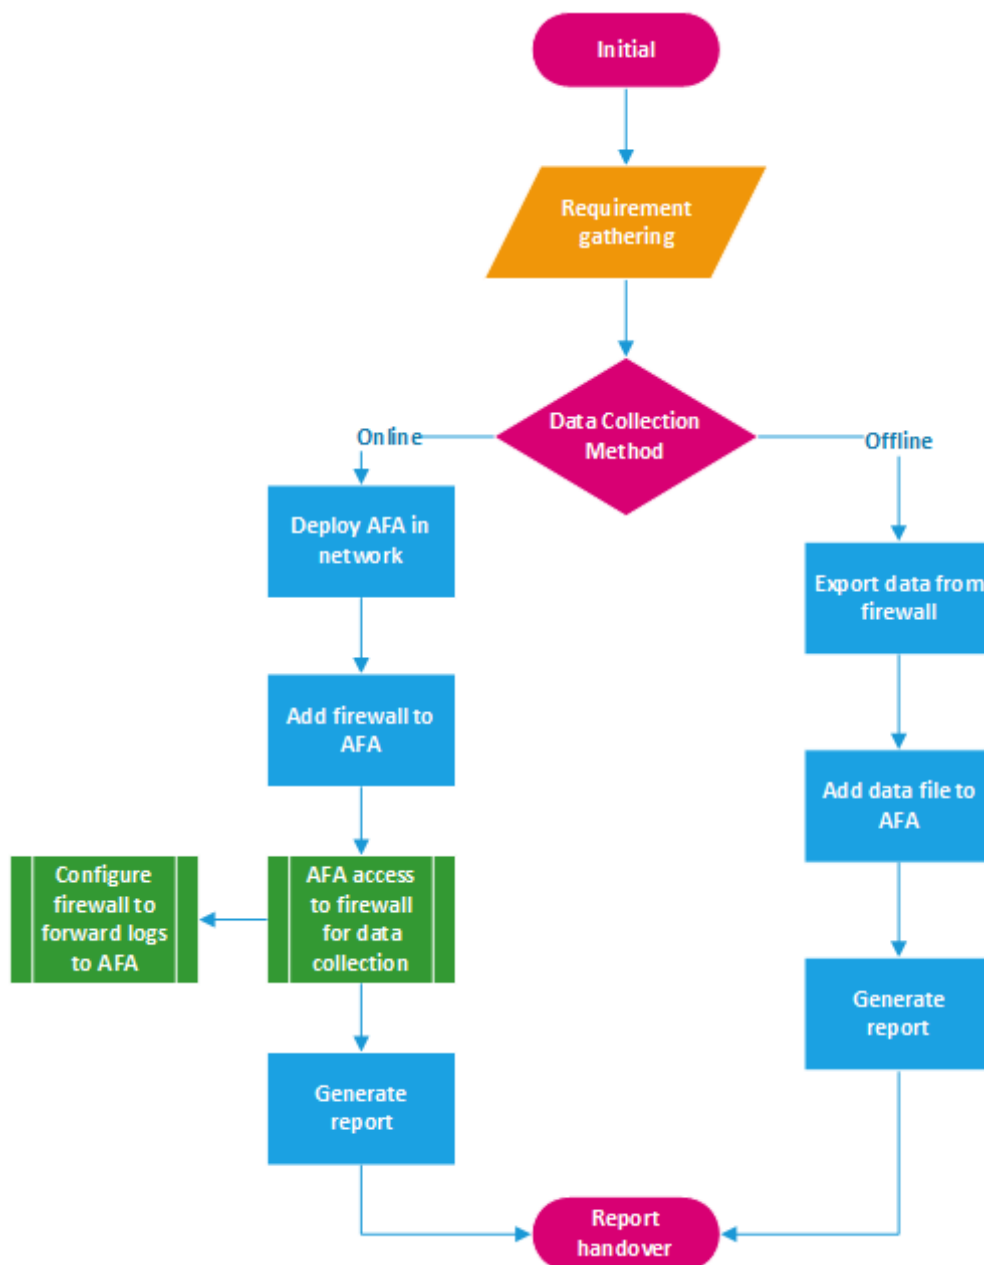 Initial
Requirement
gathering
Data Collection
Method
Online
Offline
Deploy AFA in
network
Export data from
firewall
Add firewall to
AFA
Add data file to
AFA
Configure
firewall to
forward logs
to AFA
AFA access
to firewall
for data
collection
Generate
report
Generate
report
Report
handover